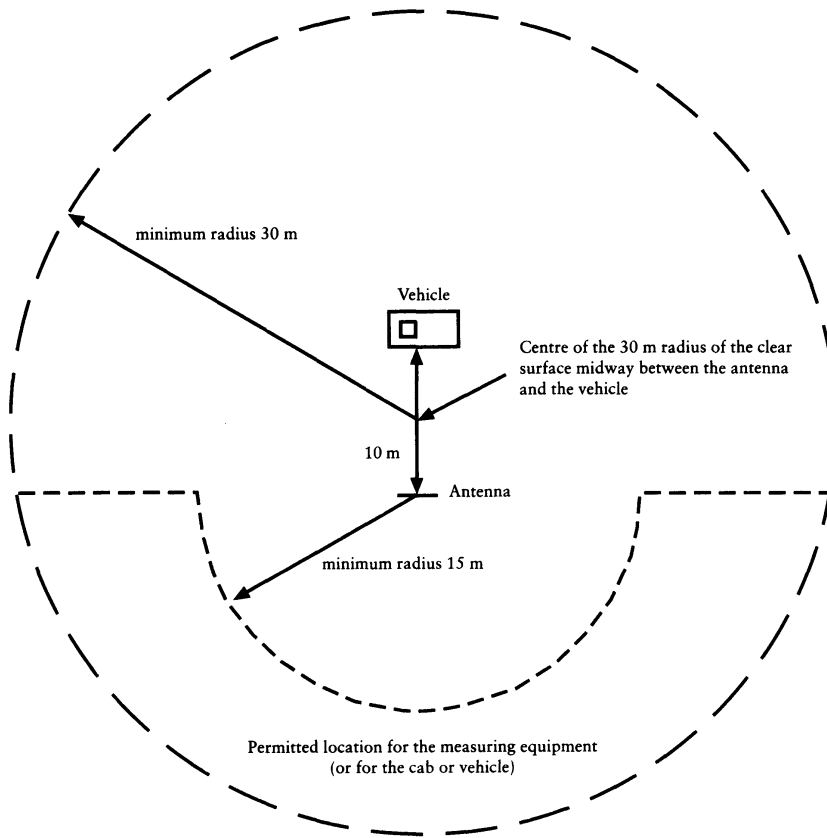 minimum radius 30 m
Vehicle
Centre of the 30 m radius of the clear
surface midway between the antenna
and the vehicle
10 m
Antenna
minimum radius 15 m
Permitted location for the measuring equipment
(or for the cab or vehicle)